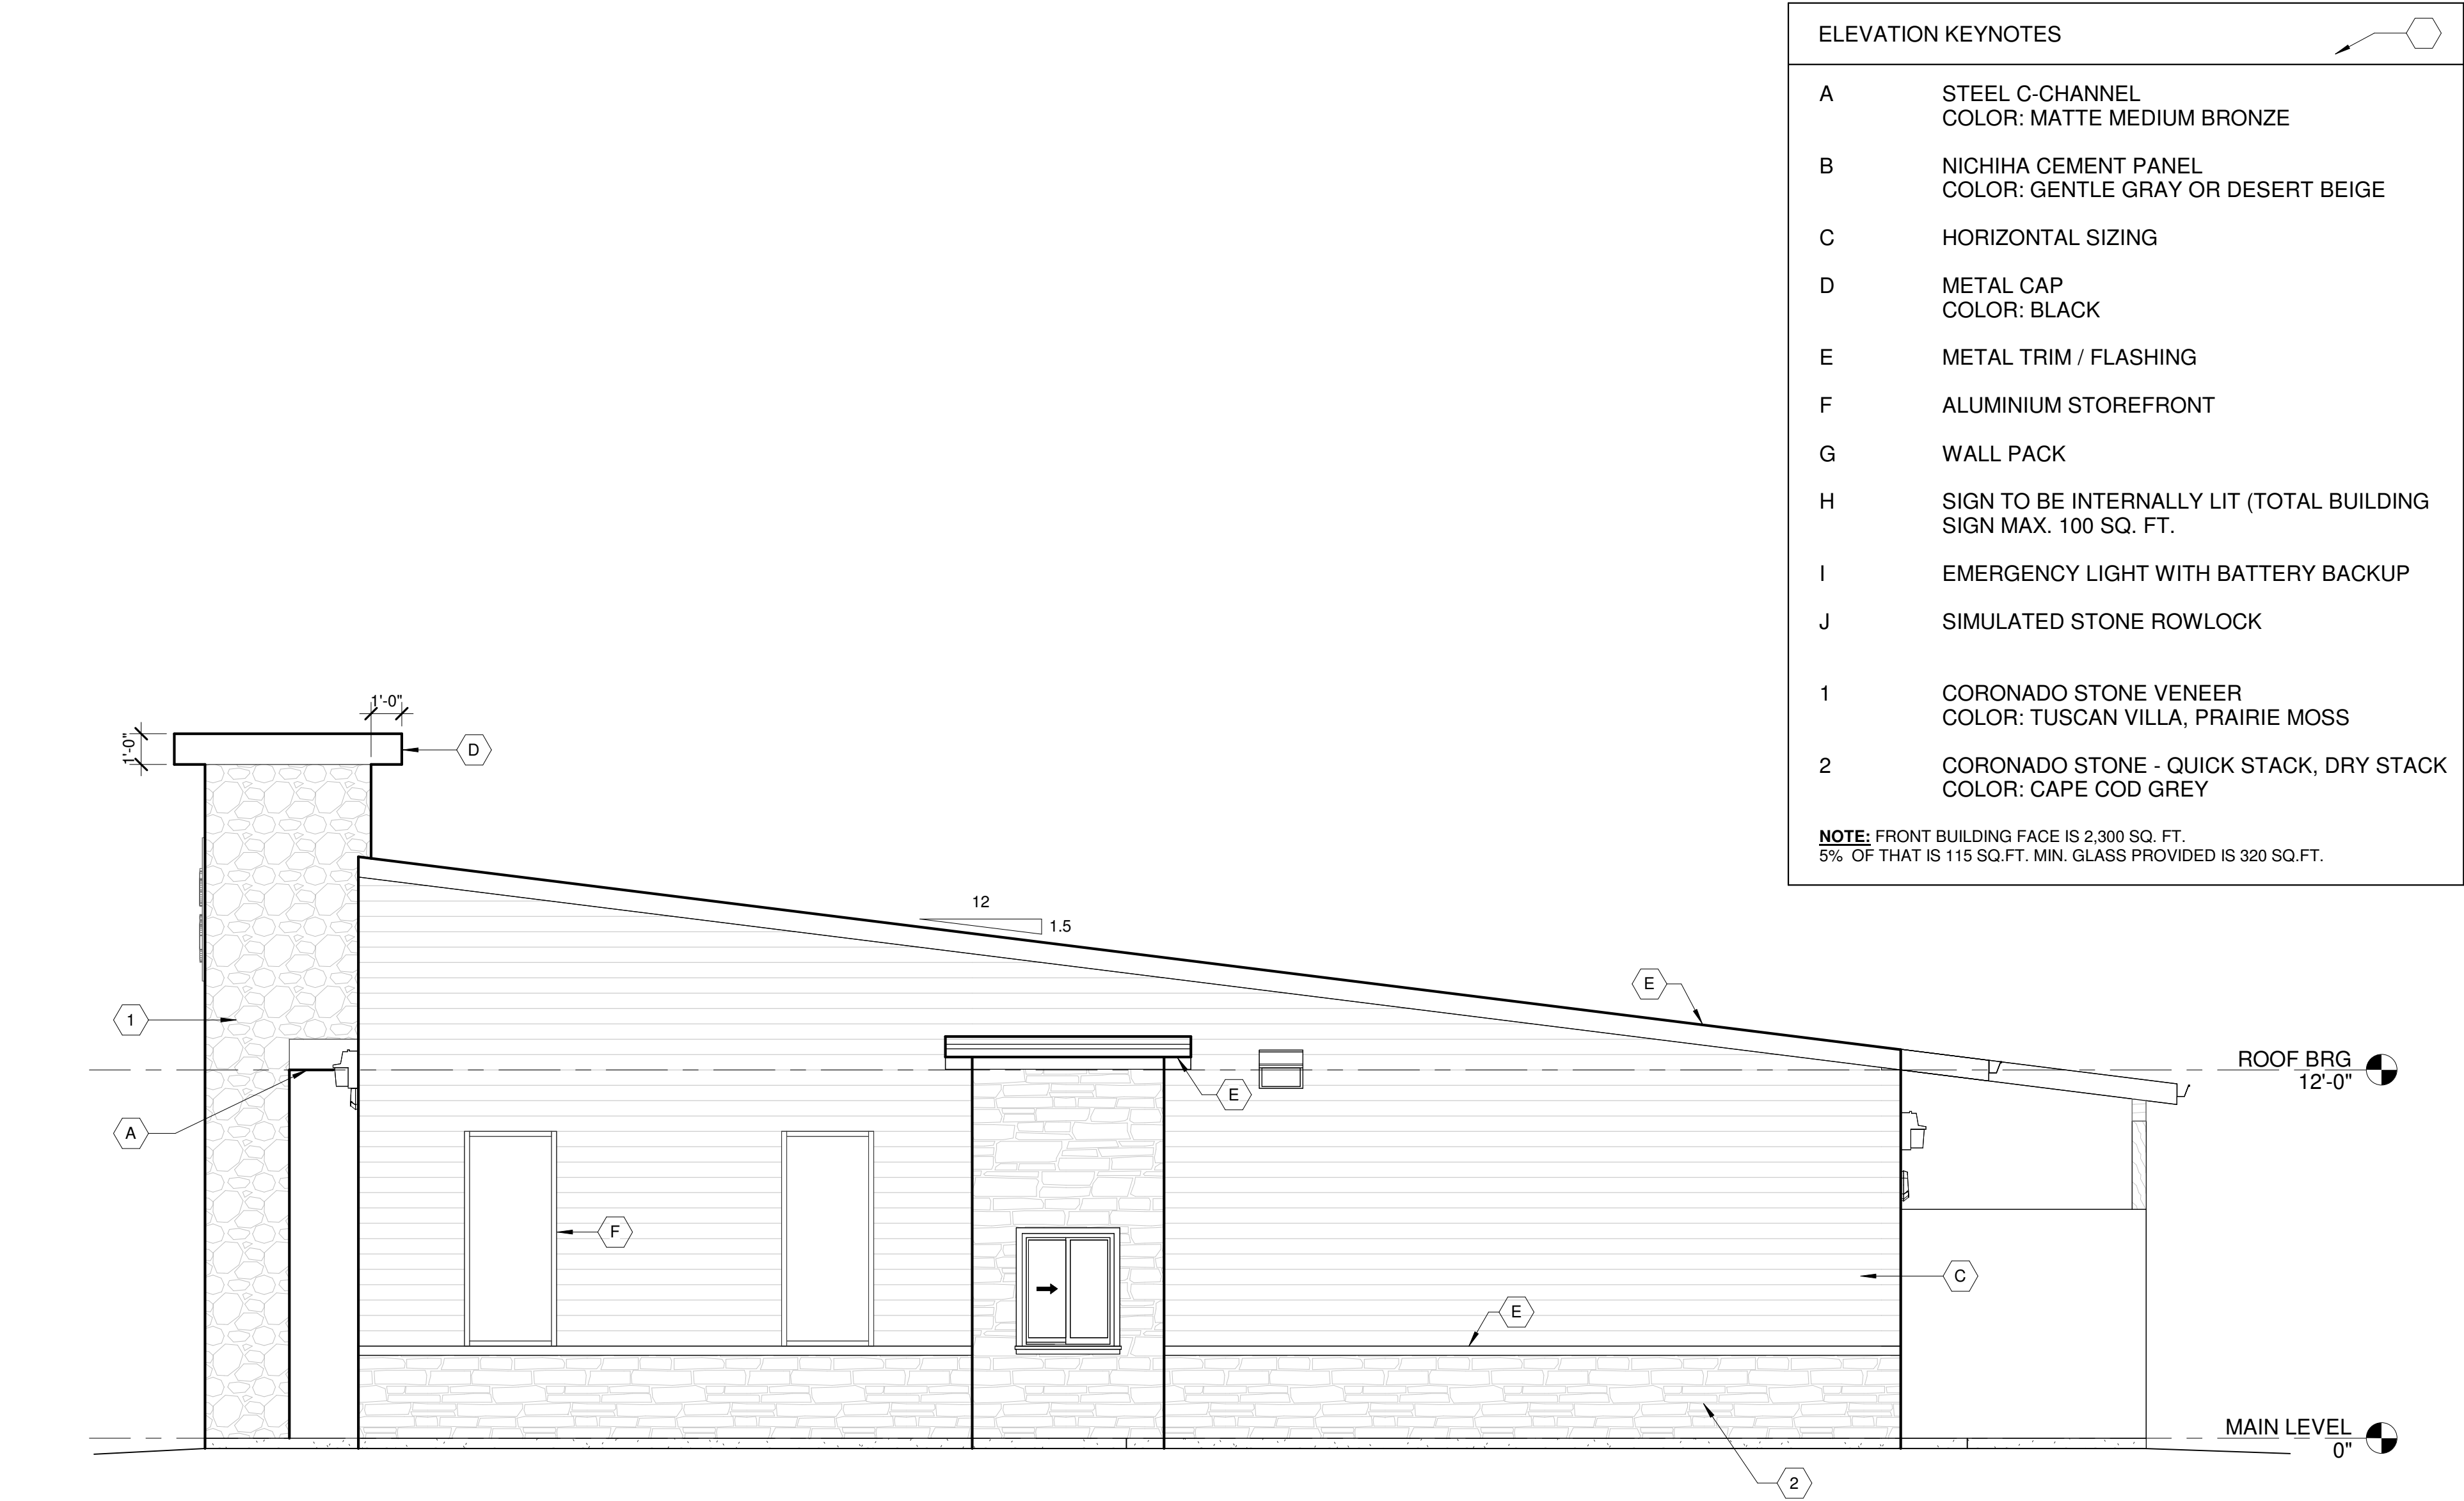 ELEVATION KEYNOTES
A STEEL C-CHANNEL
COLOR: MATTE MEDIUM BRONZE
B NICHIHA CEMENT PANEL
COLOR: GENTLE GRAY OR DESERT BEIGE
C HORIZONTAL SIZING
D METAL CAP
COLOR: BLACK
E METAL TRIM / FLASHING
F ALUMINIUM STOREFRONT
G WALL PACK
H SIGN TO BE INTERNALLY LIT (TOTAL BUILDING
SIGN MAX. 100 SQ. FT.
I EMERGENCY LIGHT WITH BATTERY BACKUP
J SIMULATED STONE ROWLOCK
1 CORONADO STONE VENEER
COLOR: TUSCAN VILLA, PRAIRIE MOSS
2 CORONADO STONE - QUICK STACK, DRY STACK
COLOR: CAPE COD GREY
NOTE: FRONT BUILDING FACE IS 2,300 SQ. FT.
5% OF THAT IS 115 SQ.FT. MIN. GLASS PROVIDED IS 320 SQ.FT.
1'-0"
1'-0"
D
12
1.5
E
1
ROOF BRG
12'-0"
E
A
F
C
E
MAIN LEVEL
0"
2